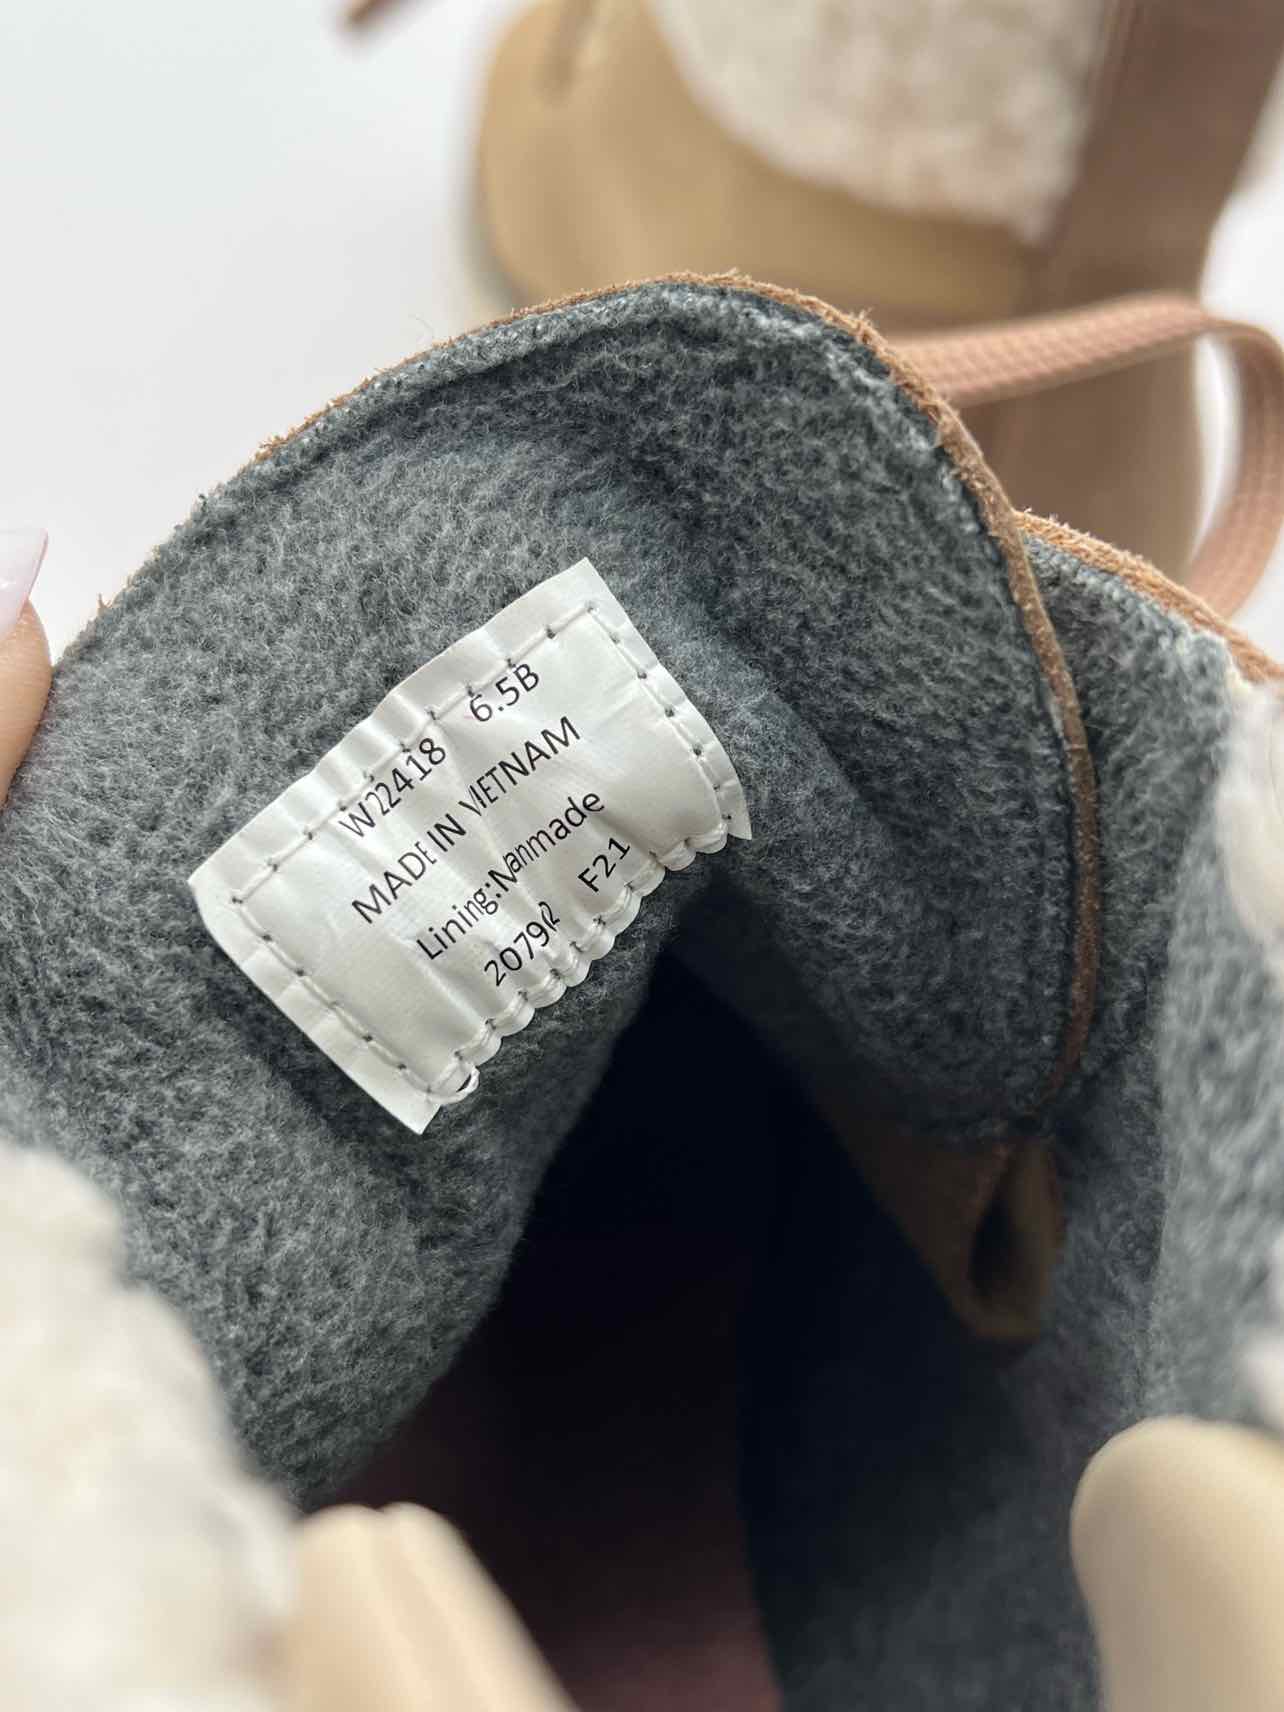 W22418 6.5B
MADE IN VIETNAM
Lining:Manmade
20792 F21